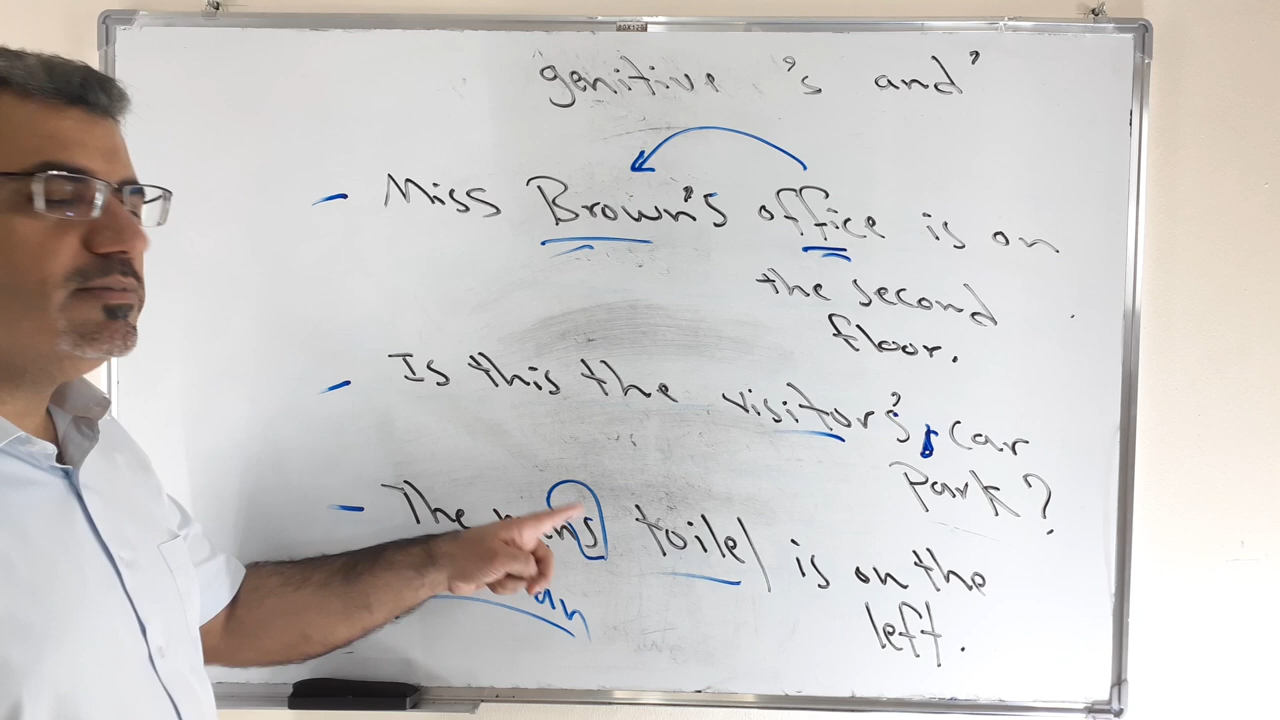 genitive 's and '
- Miss Brown's office is on
the second
floor.
- Is this the visitors' car
Park?
- The toilet is on the
left.
an